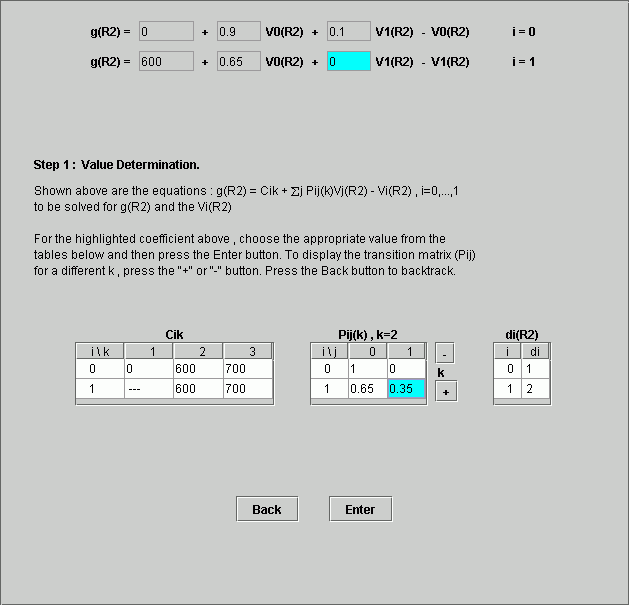 g(R2) = 0 + 0.9 V0(R2) + 0.1 V1(R2) - V0(R2) i = 0
g(R2) = 600 + 0.65 V0(R2) + 0 V1(R2) - V1(R2) i = 1
Step 1 : Value Determination.
Shown above are the equations : g(R2) = Cik + Σj Pij(k)Vj(R2) - Vi(R2) , i=0,...,1
to be solved for g(R2) and the Vi(R2)
For the highlighted coefficient above , choose the appropriate value from the
tables below and then press the Enter button. To display the transition matrix (Pij)
for a different k , press the "+" or "-" button. Press the Back button to backtrack.
Cik
i \ k 1 2 3
0 0 600 700
1 --- 600 700
Pij(k) , k=2
i \ j 0 1
0 1 0
1 0.65 0.35
-
k
+
di(R2)
i di
0 1
1 2
Back Enter